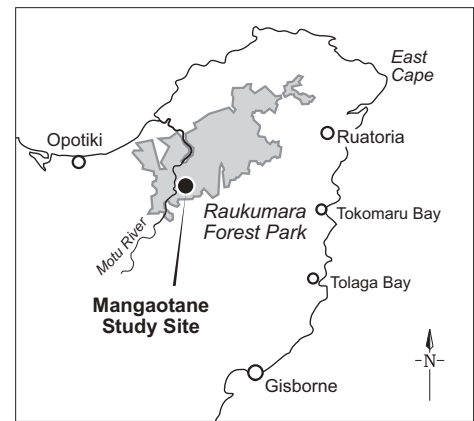 East
Cape
Opotiki
Ruatoria
Raukumara
Forest Park
Tokomaru Bay
Motu River
Mangaotane
Study Site
Tolaga Bay
N
Gisborne